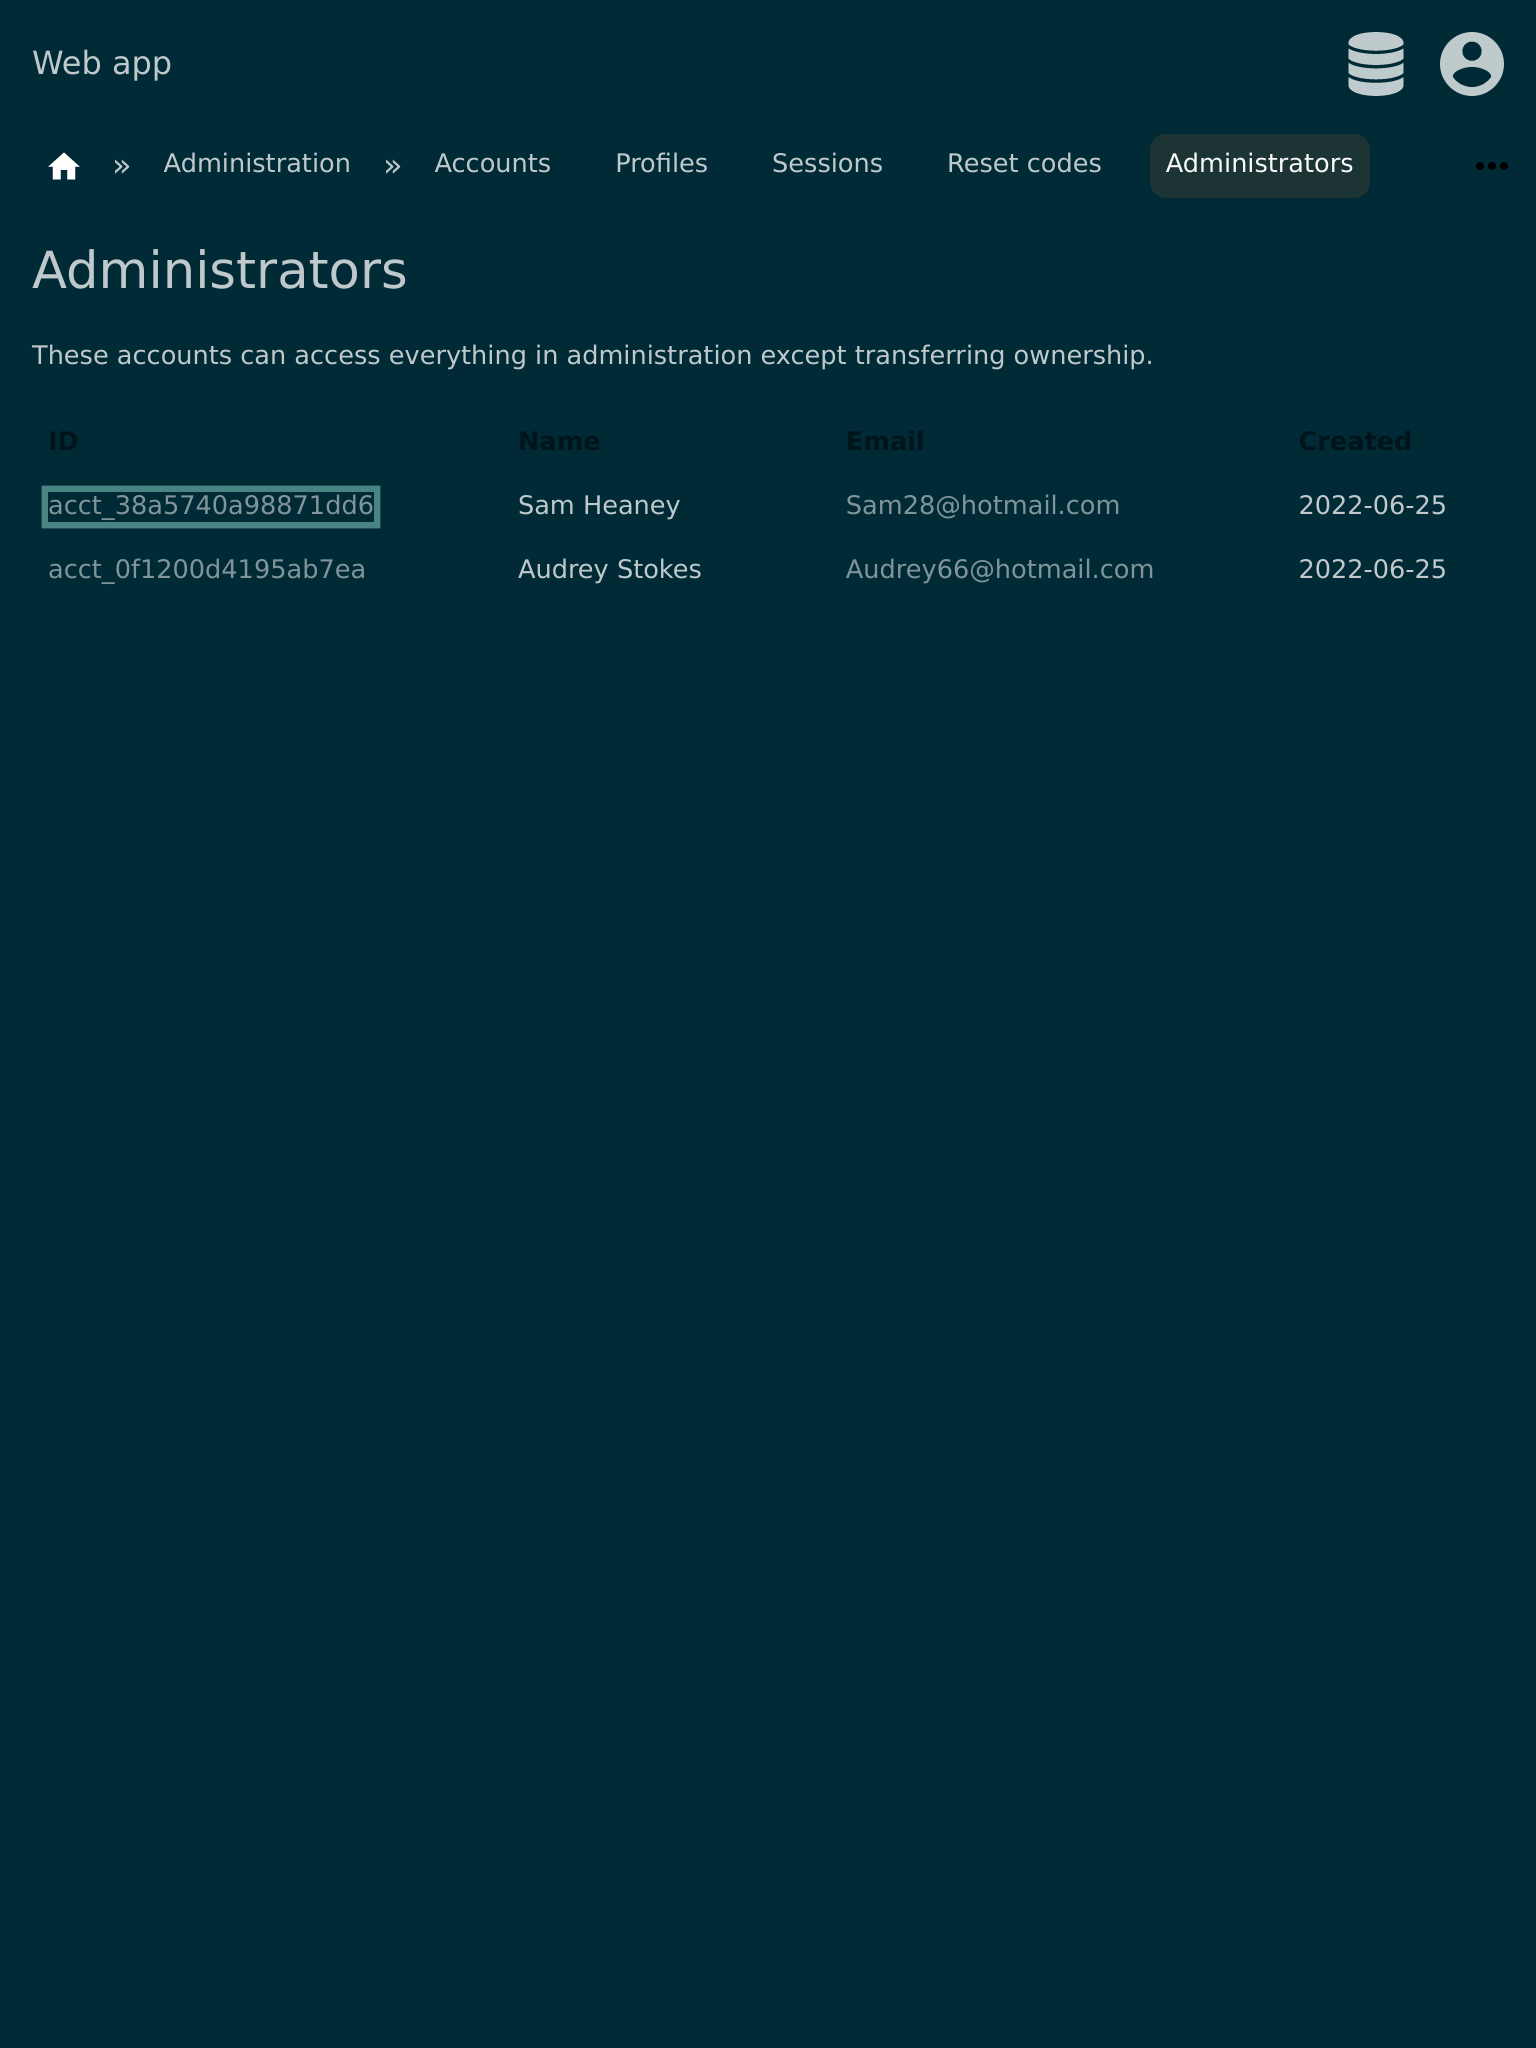 Web app
» Administration » Accounts Profiles Sessions Reset codes Administrators •••
Administrators
These accounts can access everything in administration except transferring ownership.
ID Name Email Created
acct_38a5740a98871dd6 Sam Heaney Sam28@hotmail.com 2022-06-25
acct_0f1200d4195ab7ea Audrey Stokes Audrey66@hotmail.com 2022-06-25